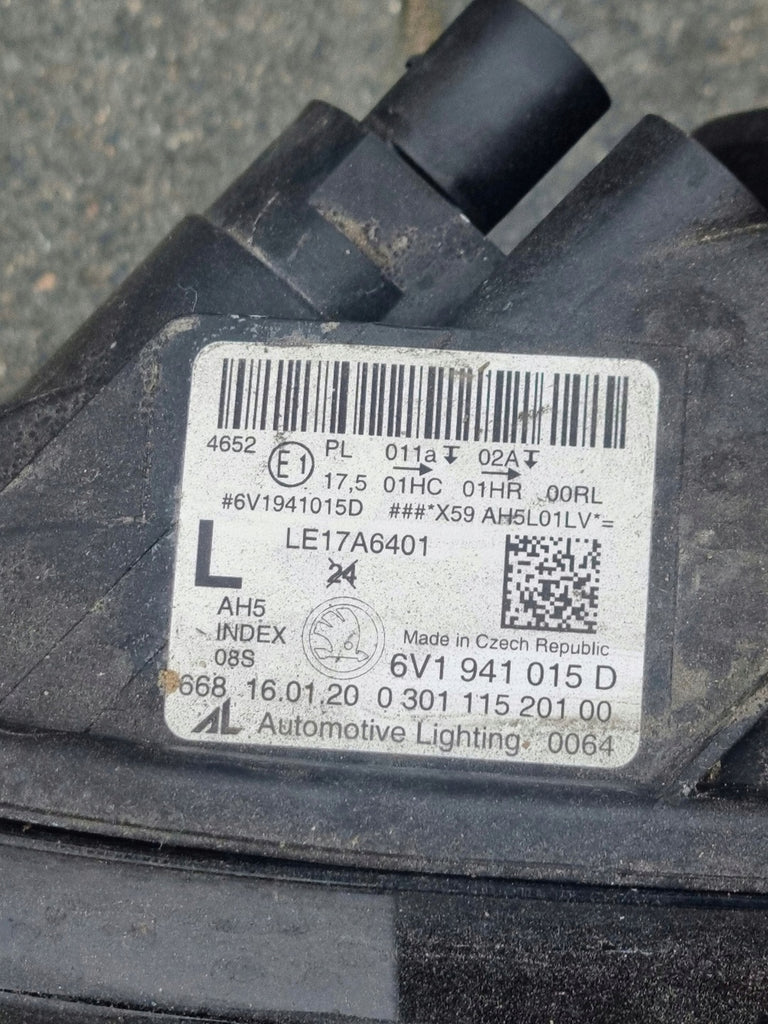 4652 E1 PL 011a 02A
17,5 01HC 01HR 00RL
#6V1941015D ###*X59 AH5L01LV*=
LE17A6401
L 24
AH5
INDEX
08S
Made in Czech Republic
6V1 941 015 D
668 16.01.20 0 301 115 201 00
AL Automotive Lighting 0064